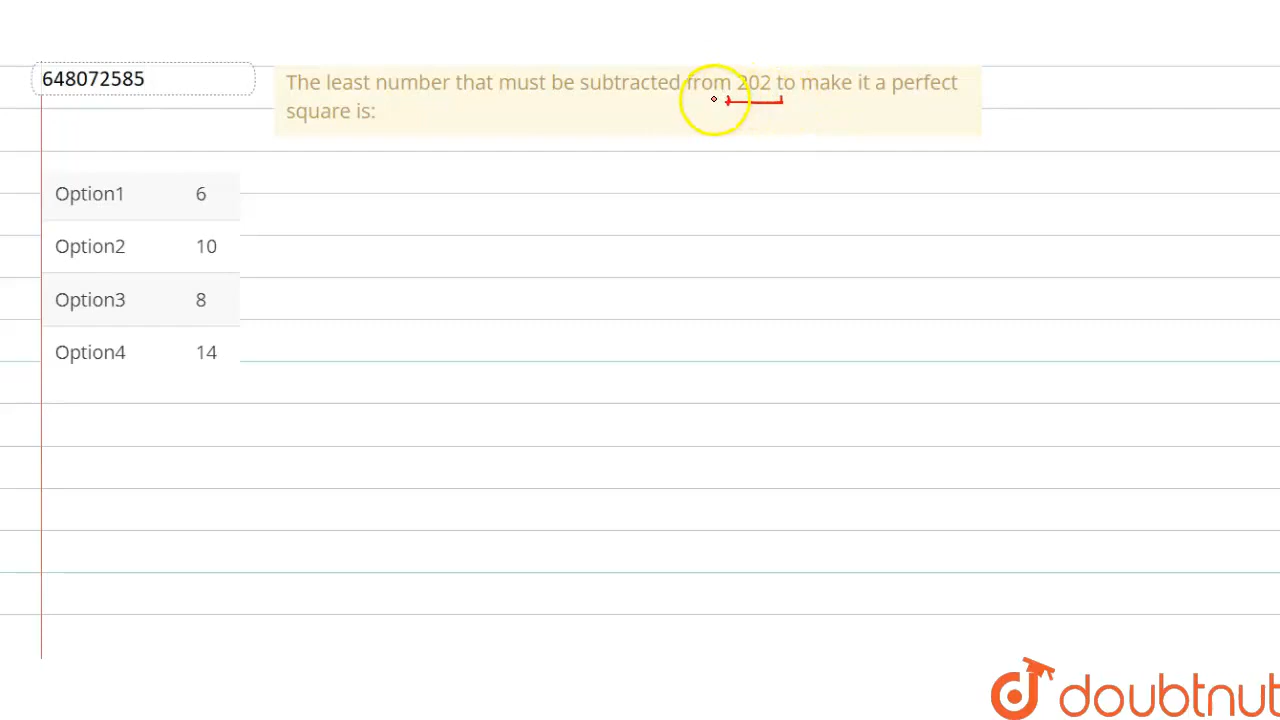 648072585
The least number that must be subtracted from 202 to make it a perfect
square is:
Option1 6
Option2 10
Option3 8
Option4 14
doubtnut